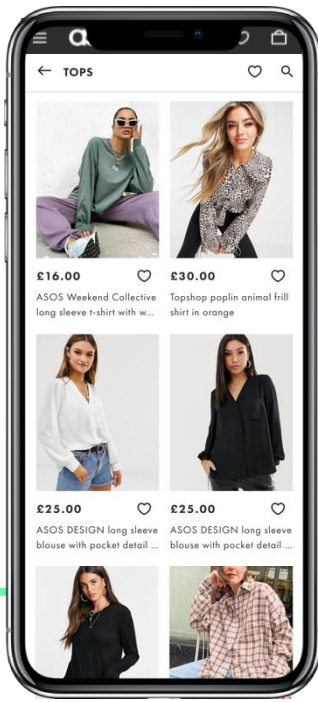 TOPS
£16.00
£30.00
ASOS Weekend Collective
long sleeve t-shirt with w...
Topshop poplin animal frill
shirt in orange
£25.00
£25.00
ASOS DESIGN long sleeve
blouse with pocket detail ...
ASOS DESIGN long sleeve
blouse with pocket detail ...